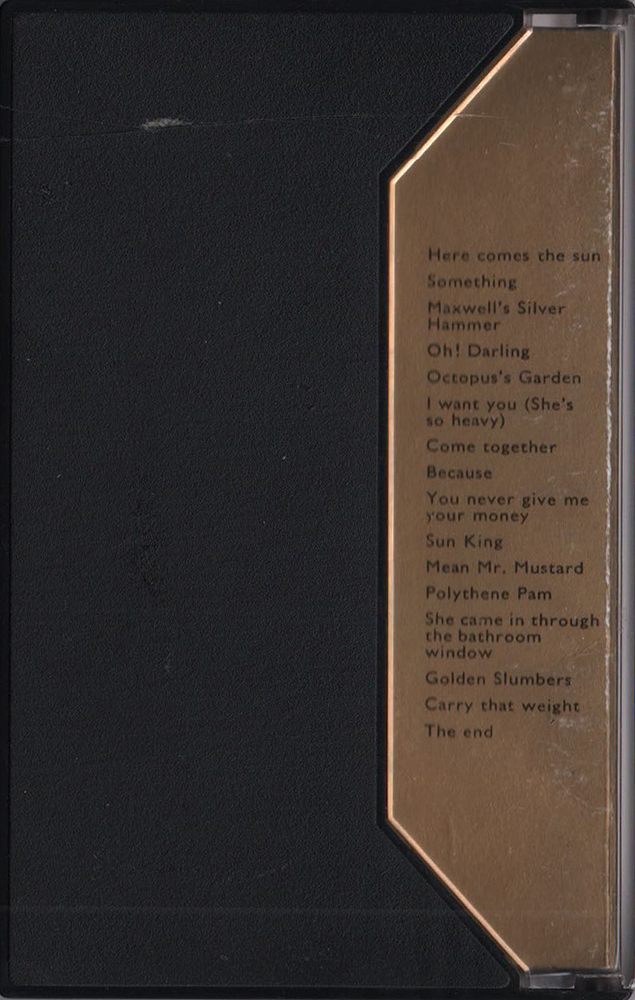 Here comes the sun
Something
Maxwell's Silver
Hammer
Oh! Darling
Octopus's Garden
I want you (She's
so heavy)
Come together
Because
You never give me
your money
Sun King
Mean Mr. Mustard
Polythene Pam
She came in through
the bathroom
window
Golden Slumbers
Carry that weight
The end